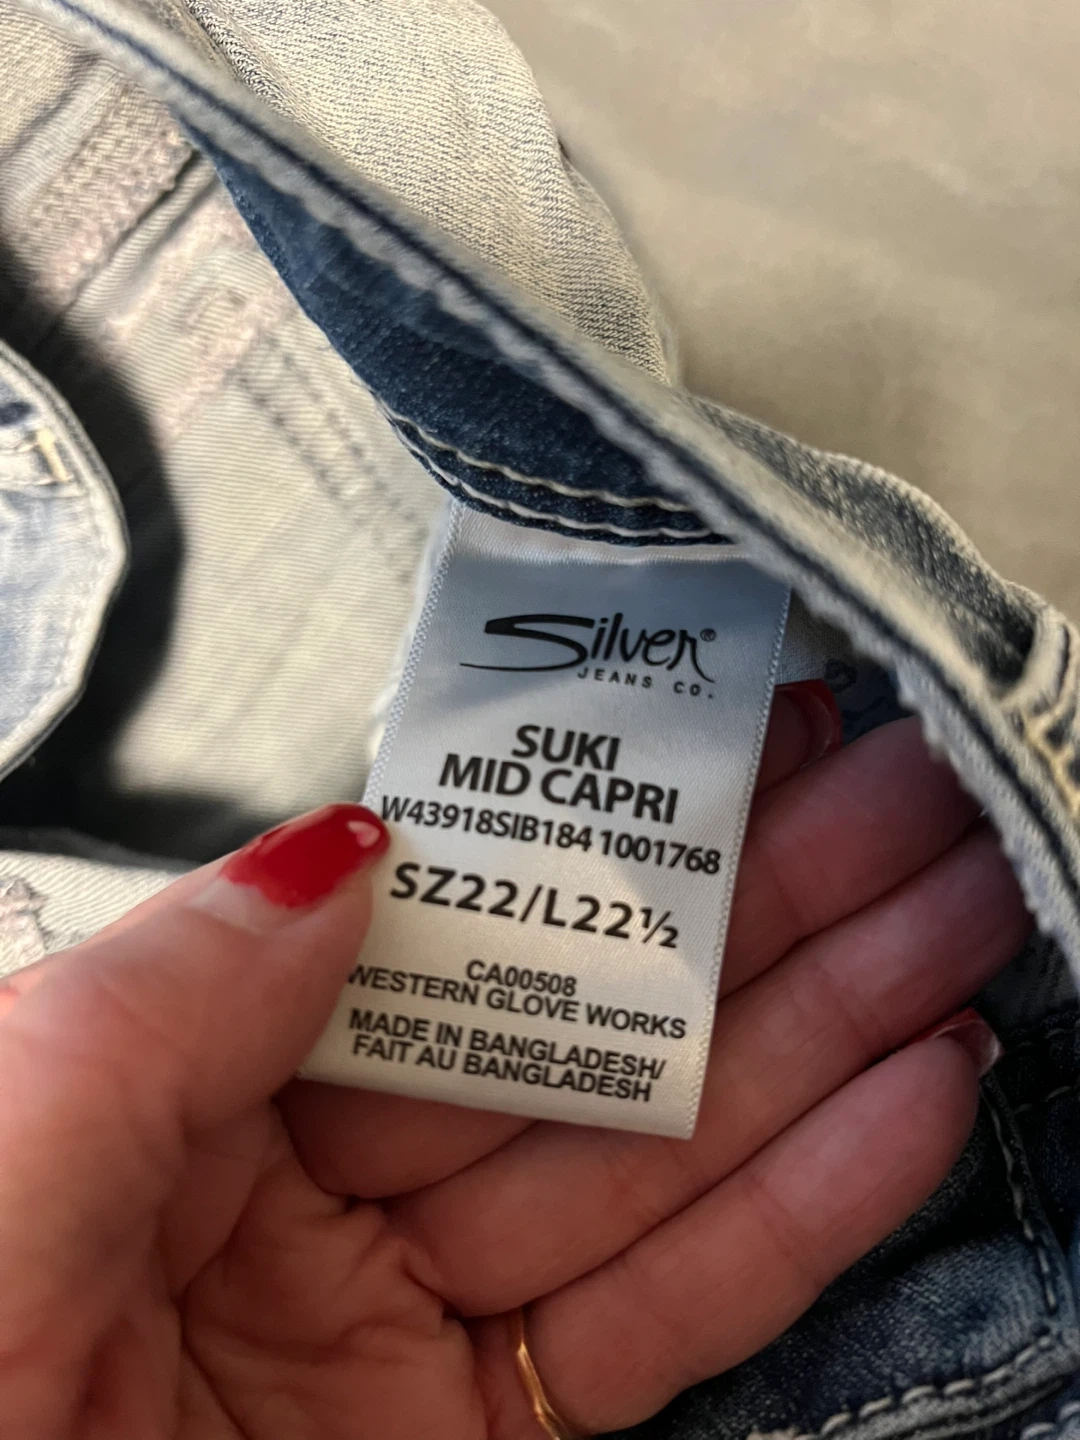 Silver®
JEANS CO.
SUKI
MID CAPRI
W43918SIB184 1001768
SZ22/L22½
CA00508
WESTERN GLOVE WORKS
MADE IN BANGLADESH/
FAIT AU BANGLADESH